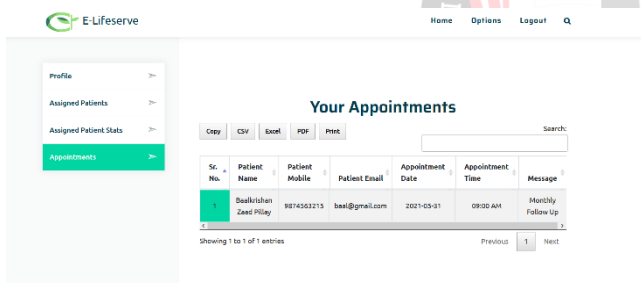 E-Lifeserve
Home Options Logout
Profile
Assigned Patients
Assigned Patient Stats
Appointments
Your Appointments
Copy CSV Excel PDF Print
Search:
Sr. No. Patient Name Patient Mobile Patient Email Appointment Date Appointment Time Message
1 Baalkrishan Zaad Pillay 9874563215 baal@gmail.com 2021-05-31 09:00 AM Monthly Follow Up
Showing 1 to 1 of 1 entries
Previous 1 Next